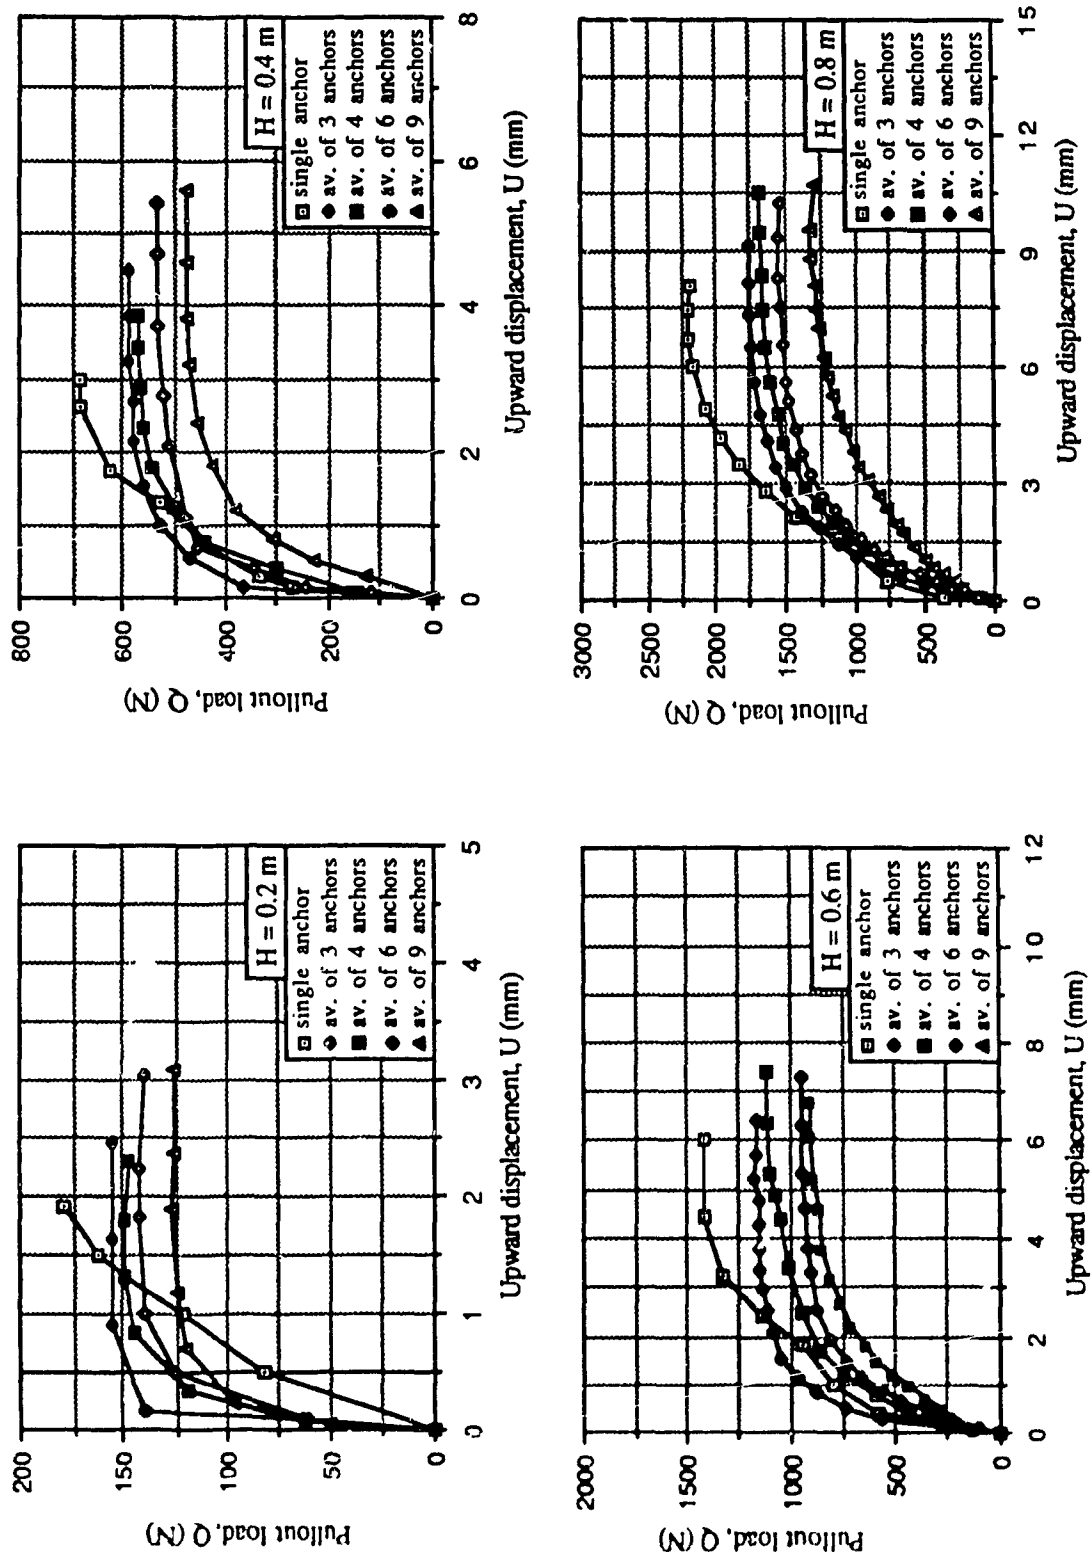 200
150
100
50
0
Pullout load, Q (N)
0
1
2
3
4
5
Upward displacement, U (mm)
H = 0.2 m
single anchor
av. of 3 anchors
av. of 4 anchors
av. of 6 anchors
av. of 9 anchors
800
600
400
200
0
Pullout load, Q (N)
0
2
4
6
8
Upward displacement, U (mm)
H = 0.4 m
single anchor
av. of 3 anchors
av. of 4 anchors
av. of 6 anchors
av. of 9 anchors
2000
1500
1000
500
0
Pullout load, Q (N)
0
2
4
6
8
10
12
Upward displacement, U (mm)
H = 0.6 m
single anchor
av. of 3 anchors
av. of 4 anchors
av. of 6 anchors
av. of 9 anchors
3000
2500
2000
1500
1000
500
0
Pullout load, Q (N)
0
3
6
9
12
15
Upward displacement, U (mm)
H = 0.8 m
single anchor
av. of 3 anchors
av. of 4 anchors
av. of 6 anchors
av. of 9 anchors